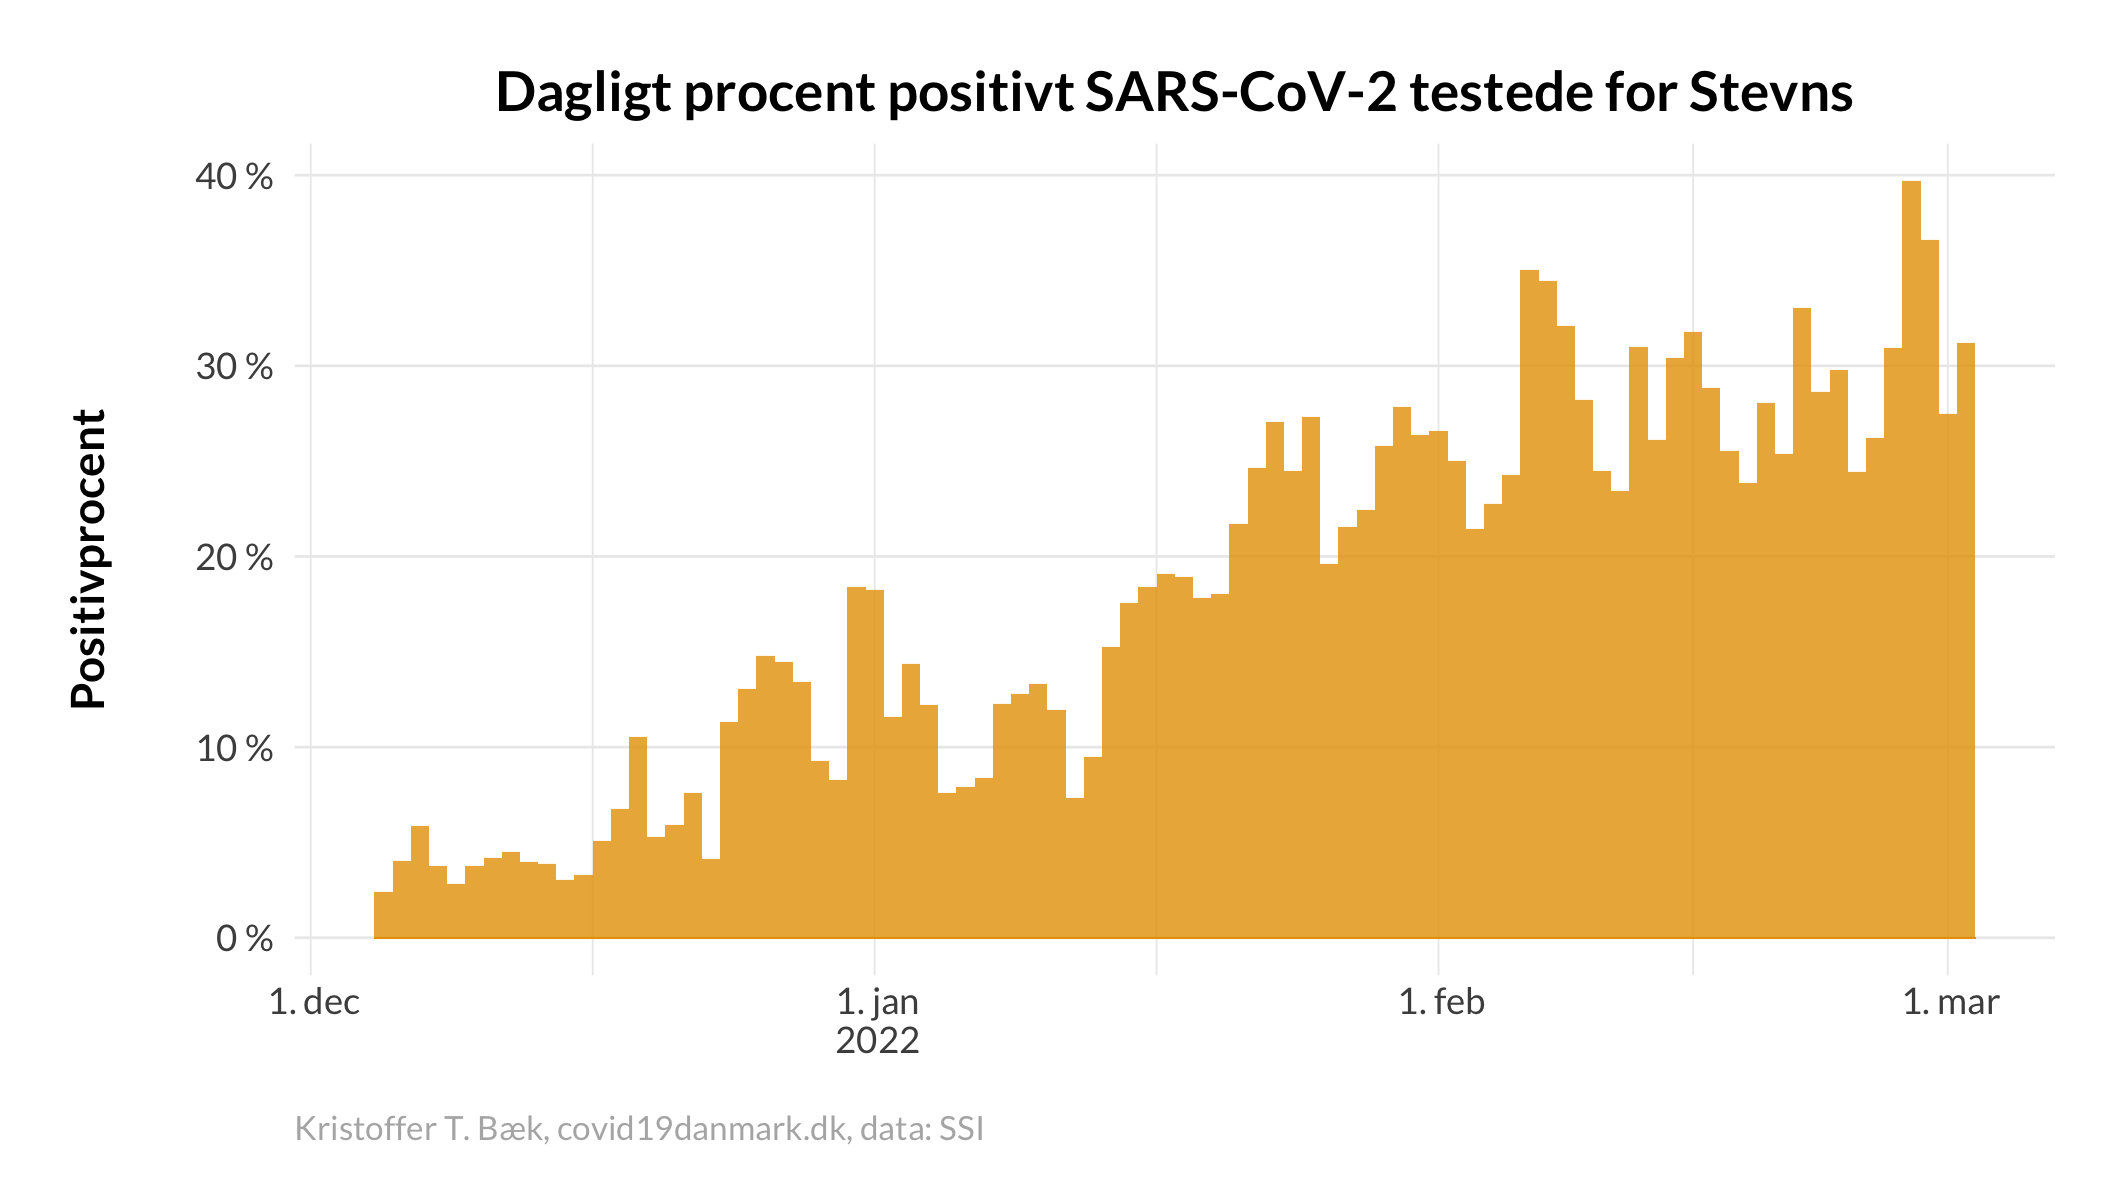 Dagligt procent positivt SARS-CoV-2 testede for Stevns
Positivprocent
40 %
30 %
20 %
10 %
0 %
1. dec
1. jan
2022
1. feb
1. mar
Kristoffer T. Bæk, covid19danmark.dk, data: SSI